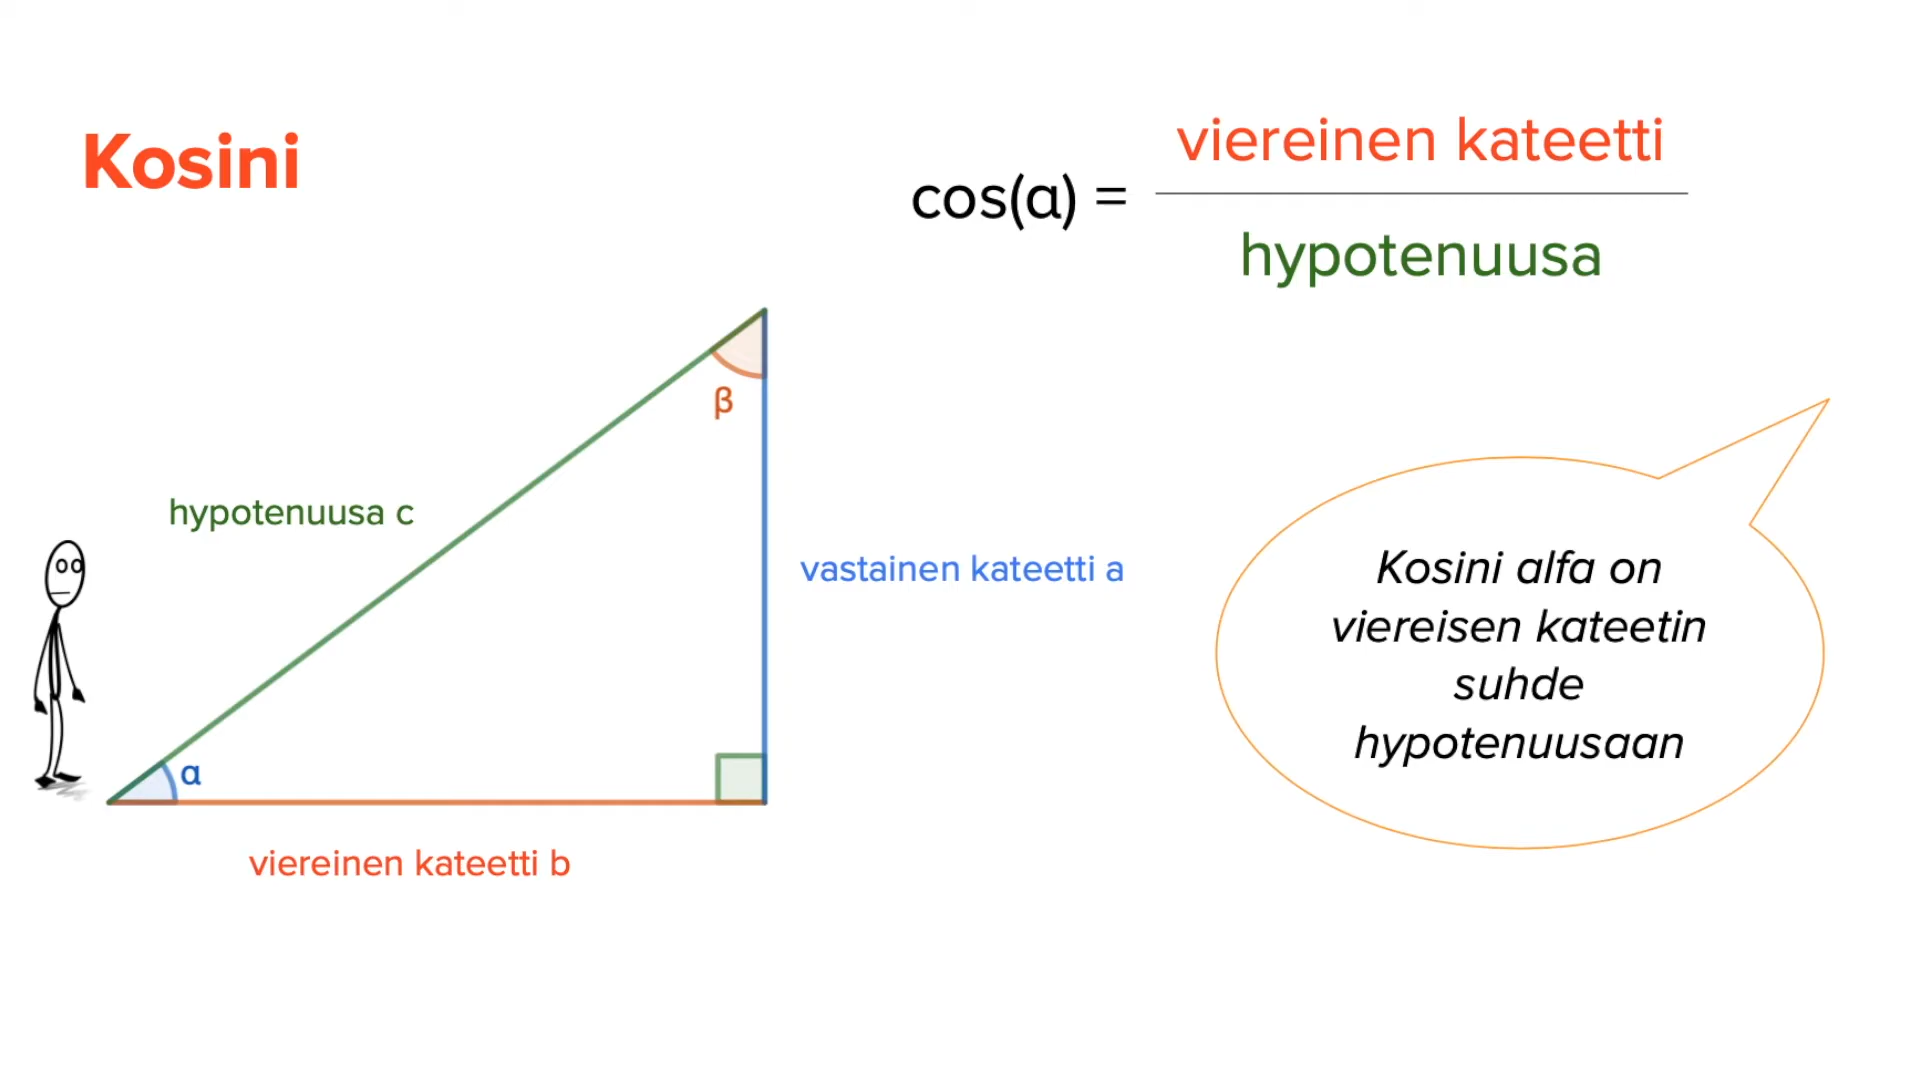 Kosini
cos(α) =
viereinen kateetti
hypotenuusa
β
hypotenuusa c
vastainen kateetti a
α
viereinen kateetti b
Kosini alfa on
viereisen kateetin
suhde
hypotenuusaan